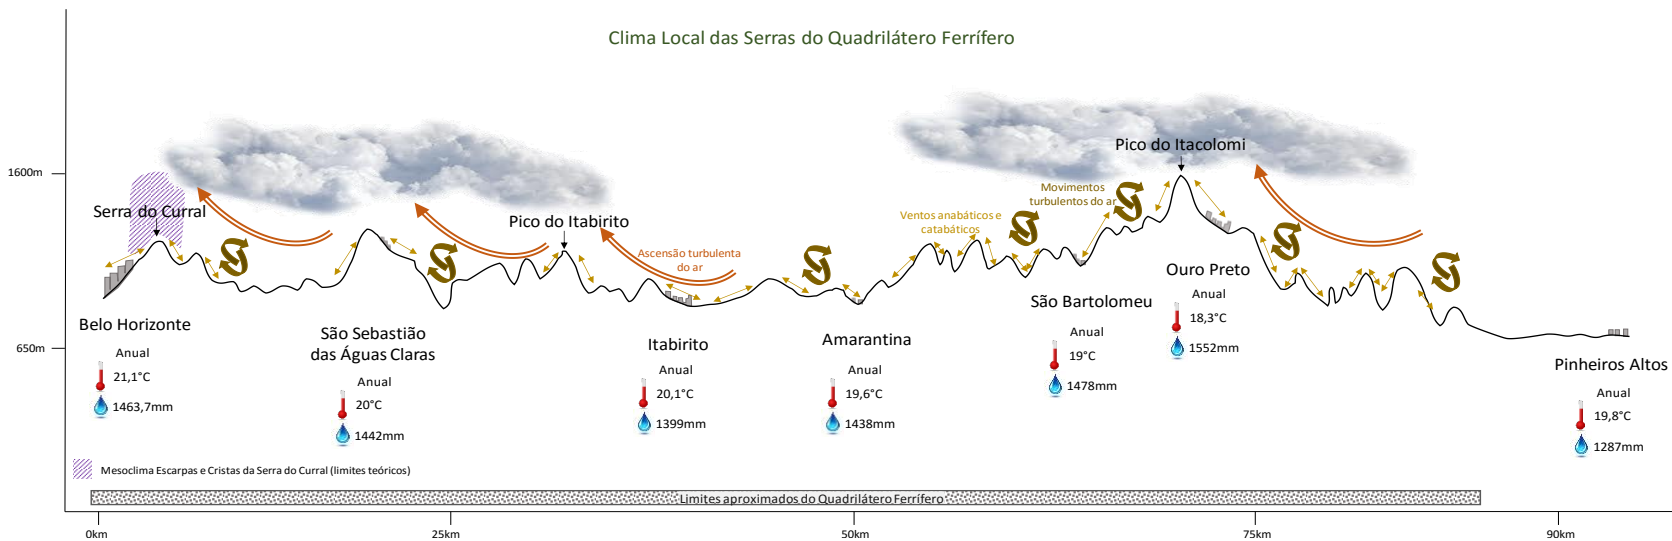 Clima Local das Serras do Quadrilátero Ferrífero
1600m
650m
Serra do Curral
Pico do Itabirito
Ascensão turbulenta
do ar
Ventos anabáticos e
catabáticos
Movimentos
turbulentos do ar
Pico do Itacolomi
Belo Horizonte
Anual
21,1°C
1463,7mm
São Sebastião
das Águas Claras
Anual
20°C
1442mm
Itabirito
Anual
20,1°C
1399mm
Amarantina
Anual
19,6°C
1438mm
São Bartolomeu
Anual
19°C
1478mm
Ouro Preto
Anual
18,3°C
1552mm
Pinheiros Altos
Anual
19,8°C
1287mm
Mesoclima Escarpas e Cristas da Serra do Curral (limites teóricos)
Limites aproximados do Quadrilátero Ferrífero
0km
25km
50km
75km
90km